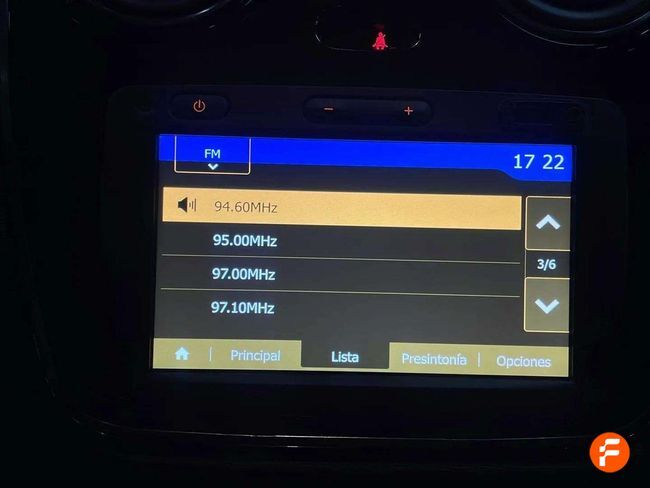 FM
17 22
94.60MHz
95.00MHz
97.00MHz
3/6
97.10MHz
Principal
Lista
Presintonía
Opciones